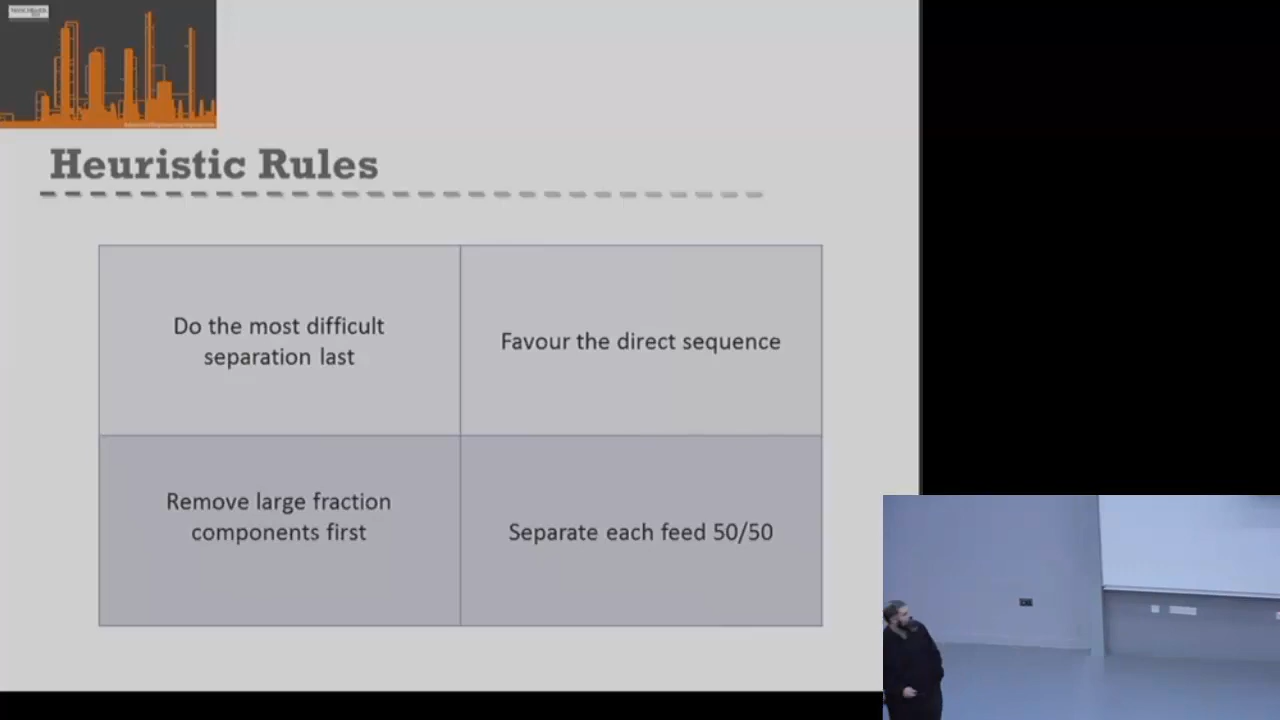 Heuristic Rules
Do the most difficult
separation last
Favour the direct sequence
Remove large fraction
components first
Separate each feed 50/50